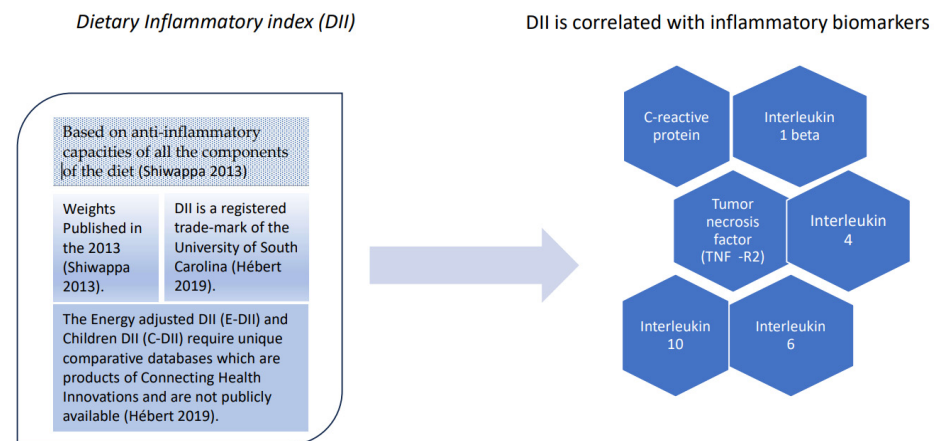 Dietary Inflammatory index (DII)
DII is correlated with inflammatory biomarkers
Based on anti-inflammatory
capacities of all the components
of the diet (Shiwappa 2013)
Weights
Published in
the 2013
(Shiwappa
2013).
DII is a registered
trade-mark of the
University of South
Carolina (Hébert
2019).
The Energy adjusted DII (E-DII) and
Children DII (C-DII) require unique
comparative databases which are
products of Connecting Health
Innovations and are not publicly
available (Hébert 2019).
C-reactive
protein
Interleukin
1 beta
Tumor
necrosis
factor
(TNF -R2)
Interleukin
4
Interleukin
10
Interleukin
6